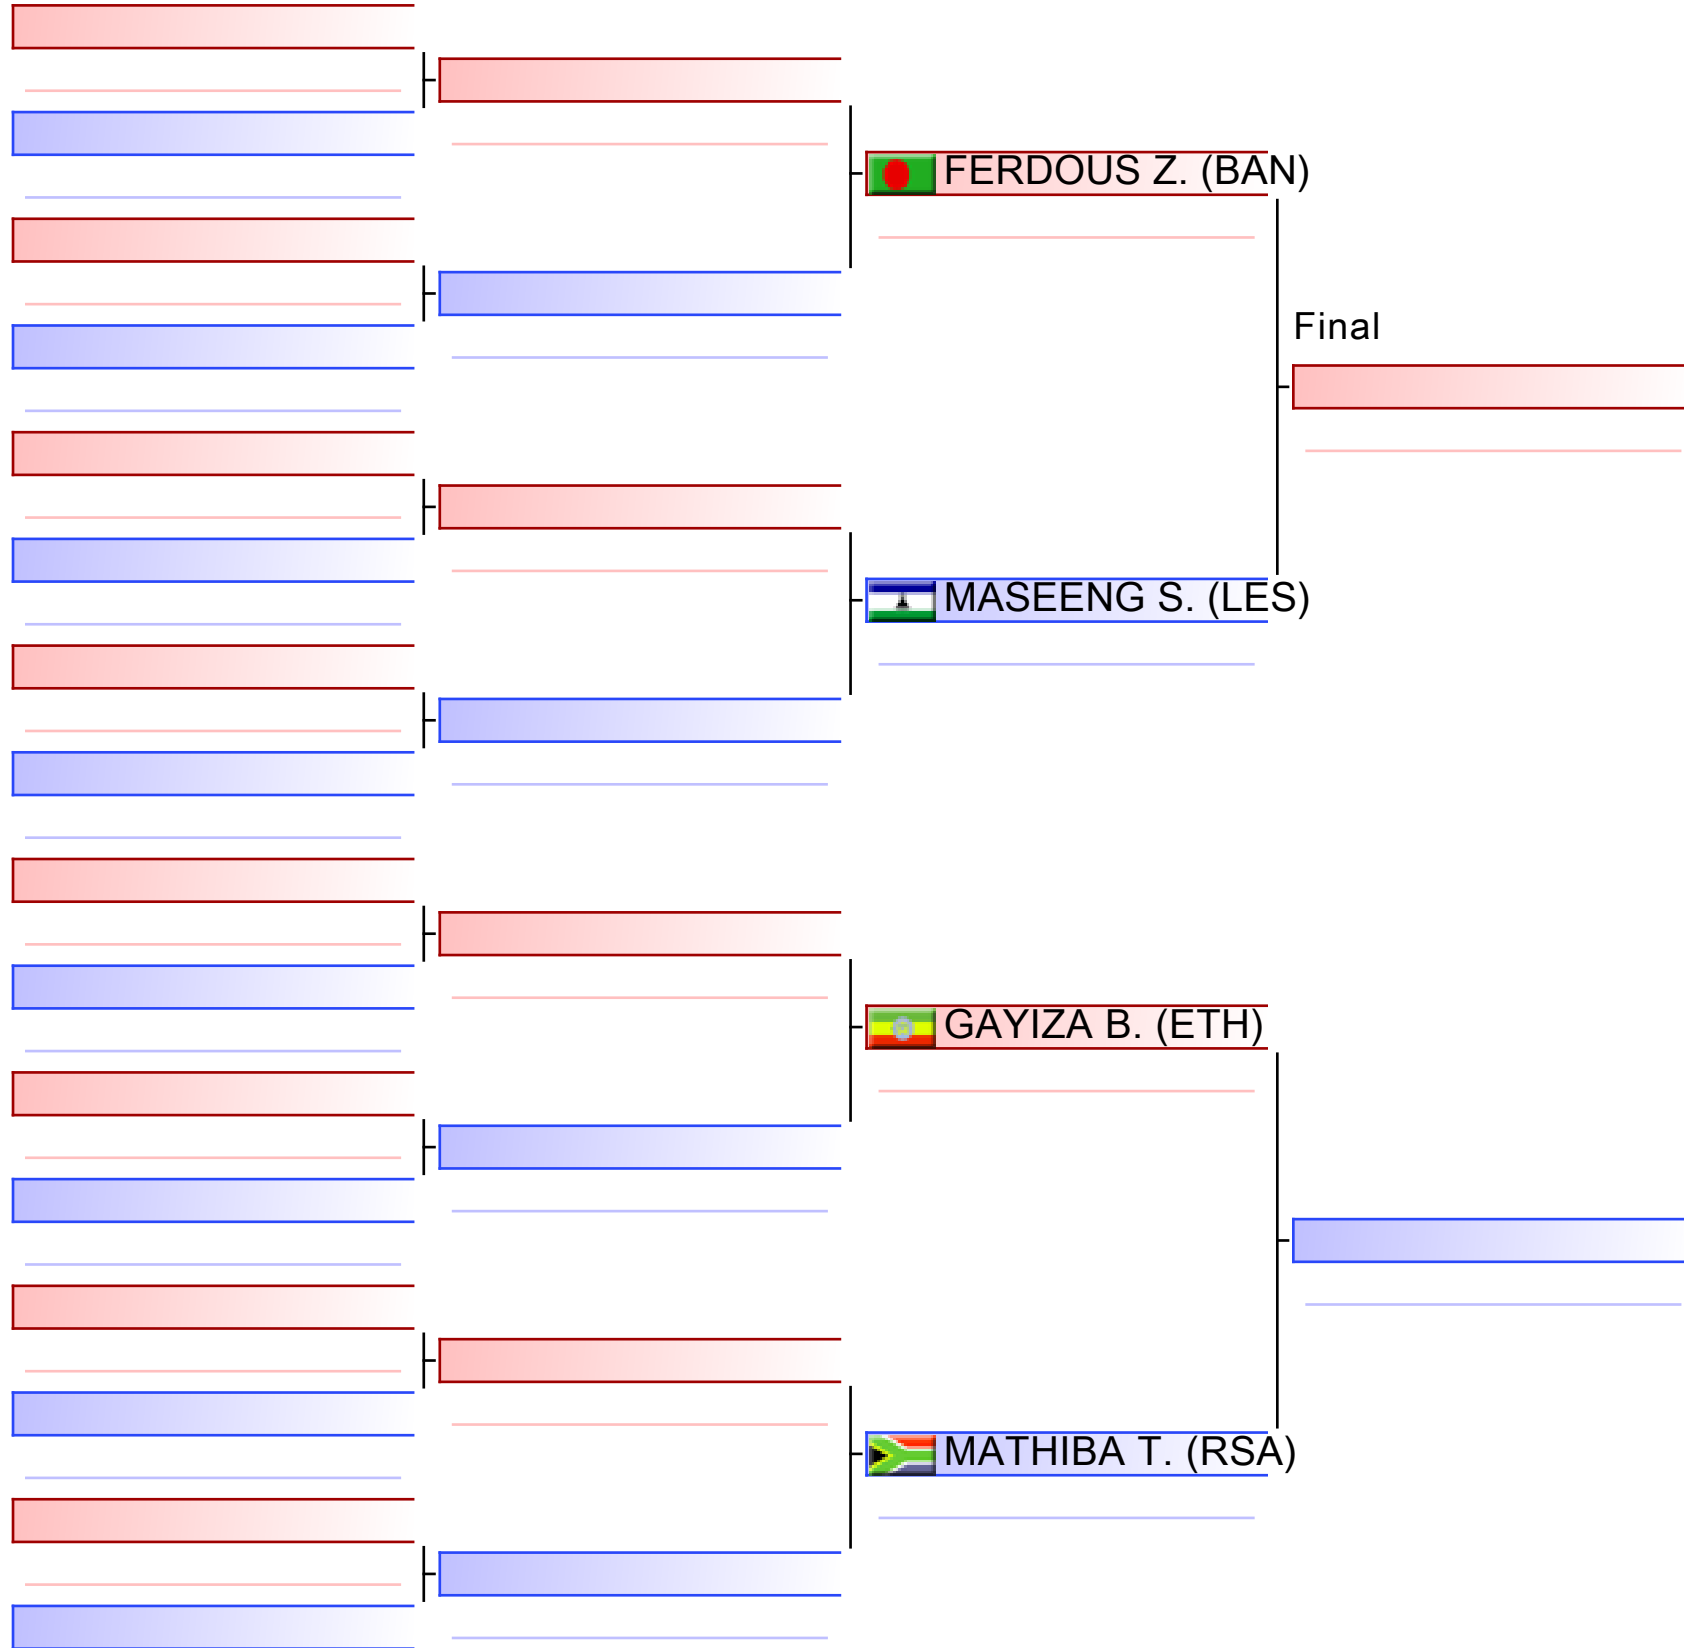 FERDOUS Z. (BAN)
Final
MASEENG S. (LES)
GAYIZA B. (ETH)
MATHIBA T. (RSA)